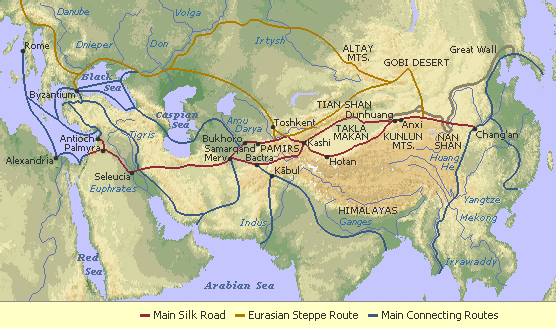 Danube
Volga
Rome
Dnieper
Don
Irtysh
ALTAY
MTS.
GOBI DESERT
Great Wall
Black
Sea
Byzantium
Caspian
Sea
Amu
Darya
Toshkent
TIAN SHAN
Dunhuang
Anxi
Antioch
Palmyra
Tigris
Bukhoro
Samarqand
Merv
PAMIRS
Bactra
Kashi
TAKLA
MAKAN
KUNLUN
MTS.
NAN
SHAN
Chang'an
Alexandria
Seleucia
Euphrates
Hotan
Huang
He
Kābul
Indus
HIMALAYAS
Ganges
Yangtze
Mekong
Irrawaddy
Red
Sea
Arabian Sea
Main Silk Road
Eurasian Steppe Route
Main Connecting Routes